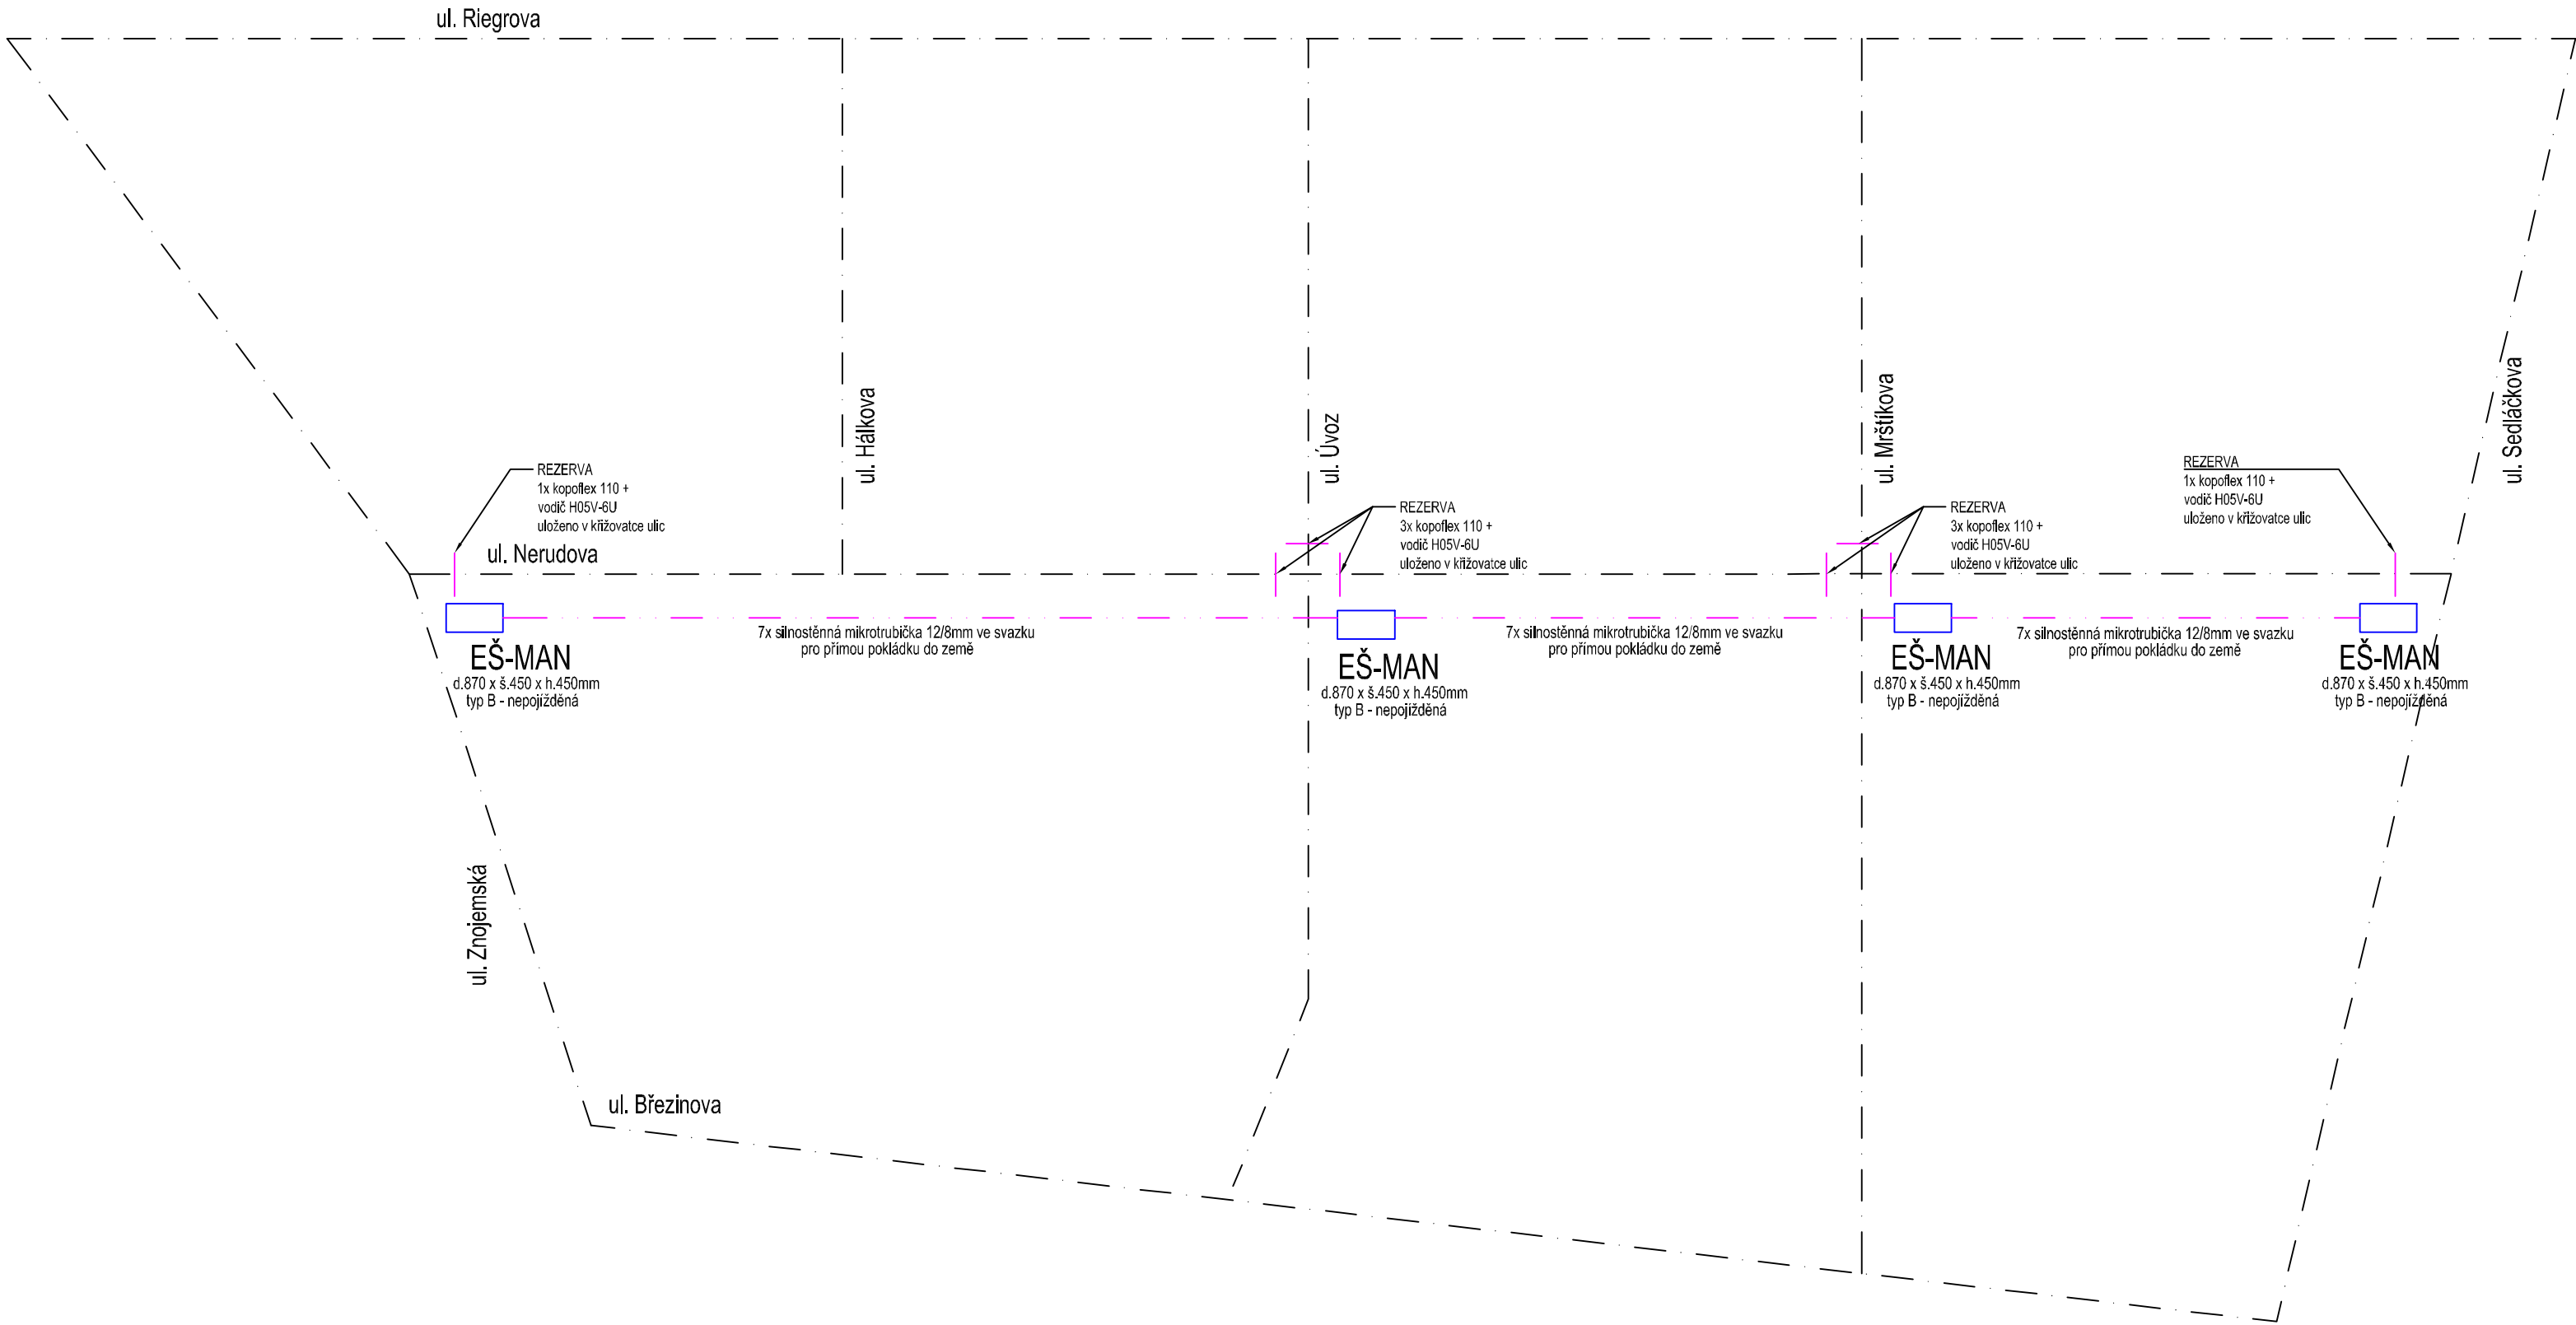 ul. Riegrova
ul. Hálkova
ul. Úvoz
ul. Mrštíkova
ul. Sedláčkova
REZERVA
1x kopoflex 110 +
vodič H05V-6U
uloženo v křižovatce ulic
REZERVA
3x kopoflex 110 +
vodič H05V-6U
uloženo v křižovatce ulic
REZERVA
3x kopoflex 110 +
vodič H05V-6U
uloženo v křižovatce ulic
REZERVA
1x kopoflex 110 +
vodič H05V-6U
uloženo v křižovatce ulic
ul. Nerudova
7x silnostěnná mikrotrubička 12/8mm ve svazku
pro přímou pokládku do země
7x silnostěnná mikrotrubička 12/8mm ve svazku
pro přímou pokládku do země
7x silnostěnná mikrotrubička 12/8mm ve svazku
pro přímou pokládku do země
EŠ-MAN
d.870 x š.450 x h.450mm
typ B - nepojížděná
EŠ-MAN
d.870 x š.450 x h.450mm
typ B - nepojížděná
EŠ-MAN
d.870 x š.450 x h.450mm
typ B - nepojížděná
EŠ-MAN
d.870 x š.450 x h.450mm
typ B - nepojížděná
ul. Znojemská
ul. Březinova